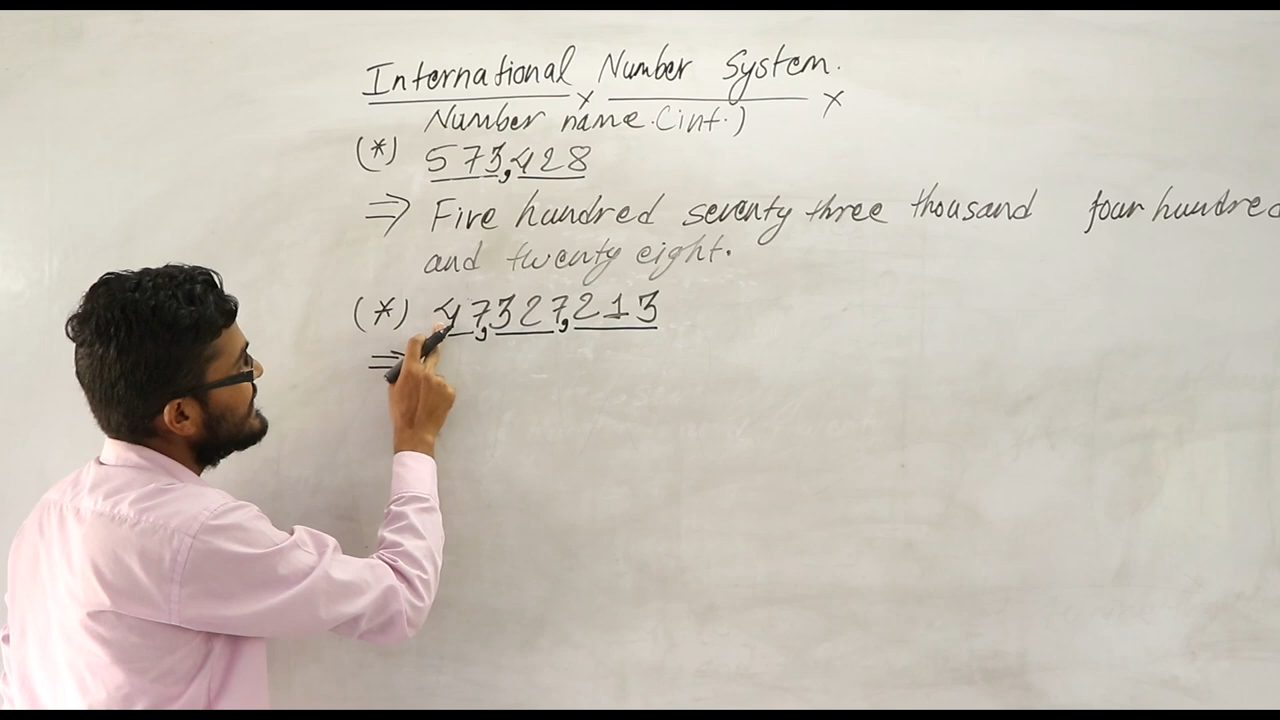 International Number System.
Number name.(int.)
(*) 573,428
⇒ Five hundred seventy three thousand four hundred
and twenty eight.
(*) 47,327,213
⇒